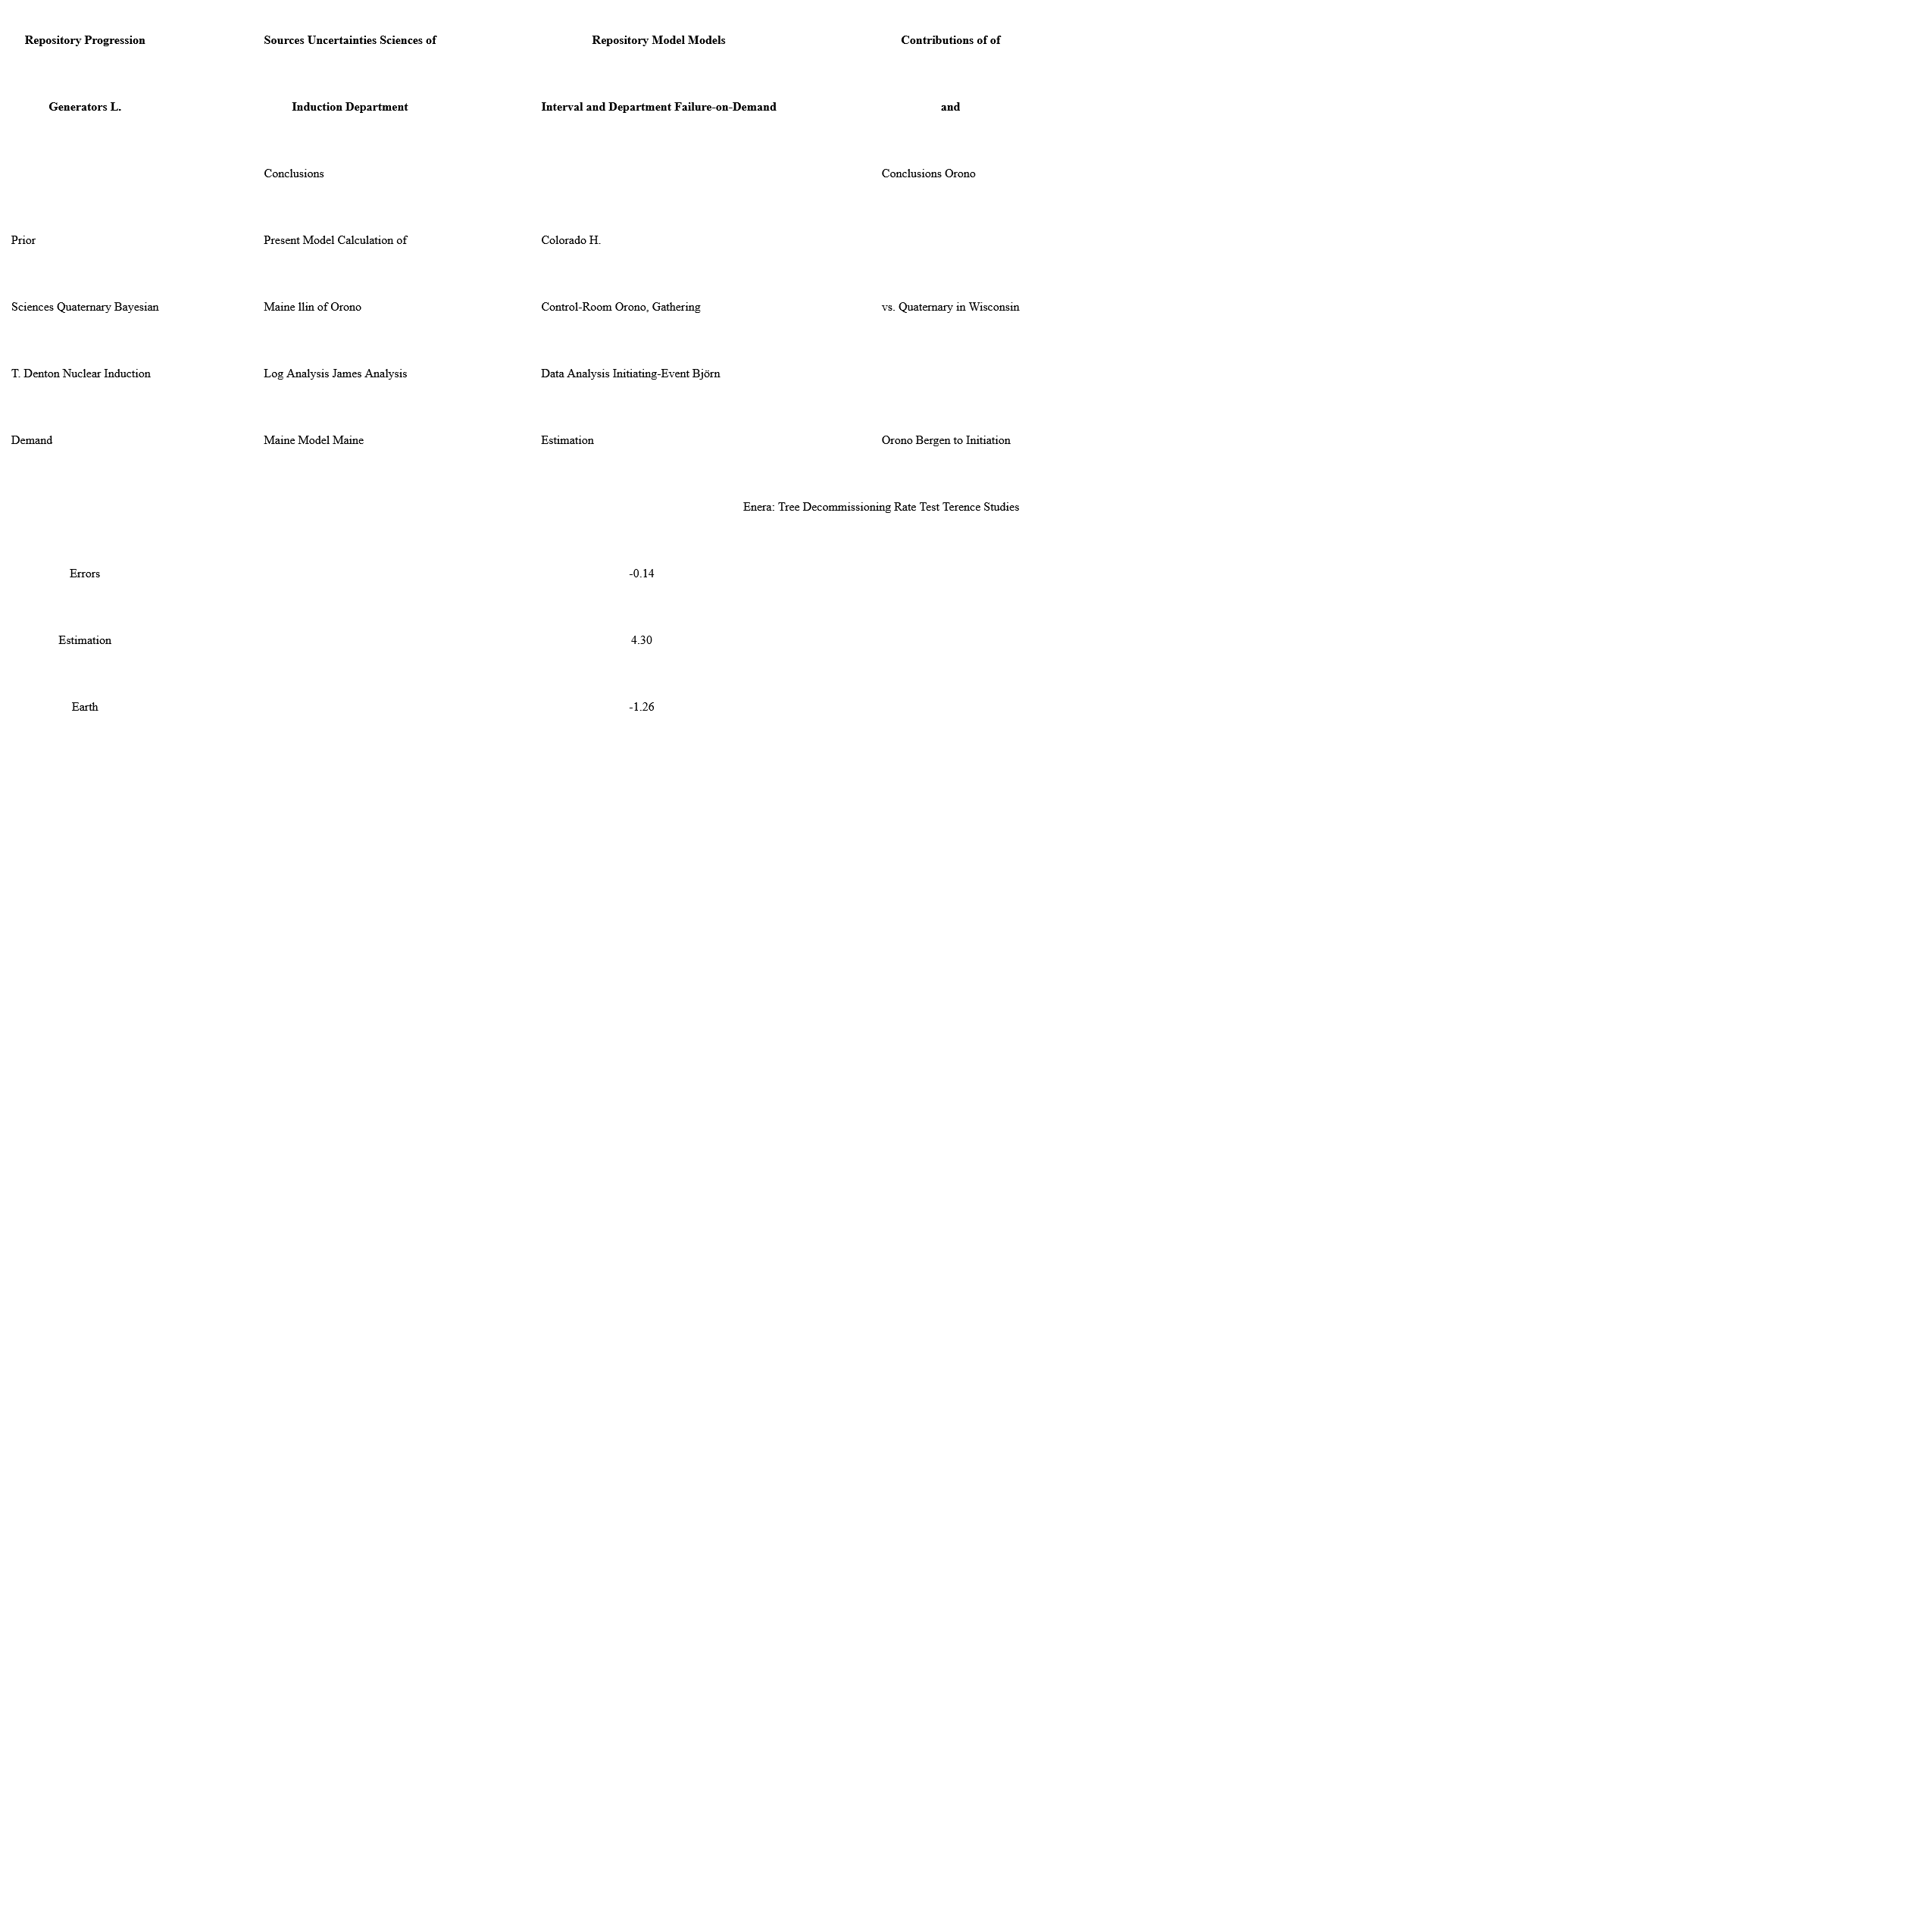 Repository Progression Sources Uncertainties Sciences of Repository Model Models Contributions of of
Generators L. Induction Department Interval and Department Failure-on-Demand and
Conclusions Conclusions Orono
Prior Present Model Calculation of Colorado H.
Sciences Quaternary Bayesian Maine llin of Orono Control-Room Orono, Gathering vs. Quaternary in Wisconsin
T. Denton Nuclear Induction Log Analysis James Analysis Data Analysis Initiating-Event Björn
Demand Maine Model Maine Estimation Orono Bergen to Initiation
Enera: Tree Decommissioning Rate Test Terence Studies
Errors -0.14
Estimation 4.30
Earth -1.26